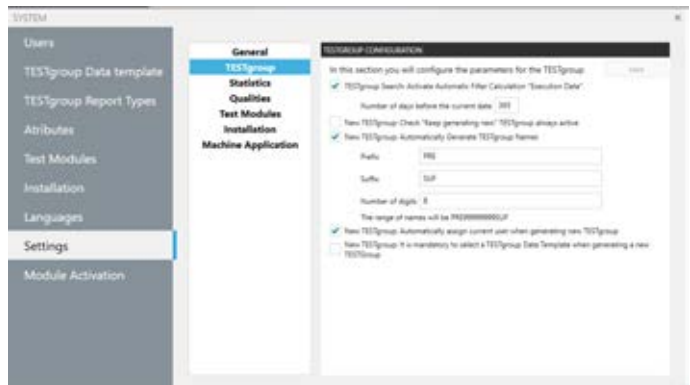 SYSTEM
Users
TESTgroup Data template
TESTgroup Report Types
Atributes
Test Modules
Installation
Languages
Settings
Module Activation
General
TESTgroup
Statistics
Qualities
Test Modules
Installation
Machine Application
TESTGROUP CONFIGURATION
In this section you will configure the parameters for the TESTgroup
TESTgroup Search: Activate Automatic Filter Calculation "Execution Data".
Number of days before the current date 365
New TESTgroup: Check "Keep generating new" TESTgroup always active
New TESTgroup: Automatically Generate TESTgroup Names
Prefix PRE
Suffix SUF
Number of digits 8
The range of names will be
New TESTgroup: Automatically assign current user when generating new TESTgroup
New TESTgroup: It is mandatory to select a TESTgroup Data Template when generating a new
TESTGroup